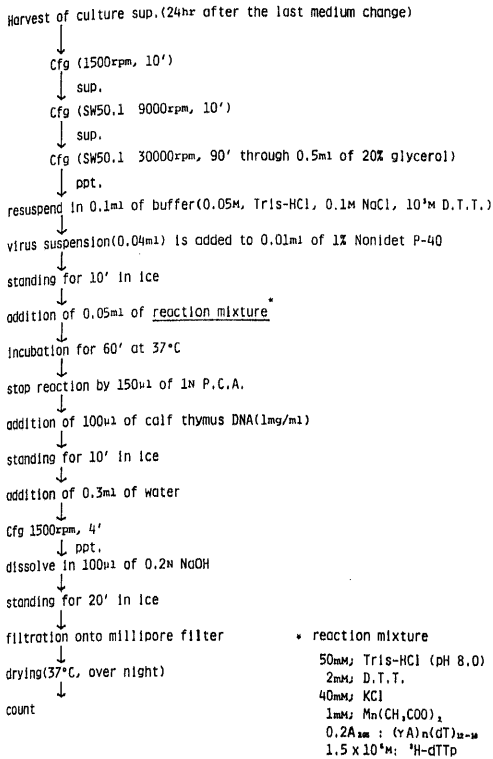 Harvest of culture sup.(24hr after the last medium change)
Cfg (1500rpm, 10')
sup.
Cfg (SW50.1 9000rpm, 10')
sup.
Cfg (SW50.1 30000rpm, 90' through 0.5ml of 20% glycerol)
ppt.
resuspend in 0.1ml of buffer(0.05M, Tris-HCl, 0.1M NaCl, 10³M D.T.T.)
virus suspension(0.04ml) is added to 0.01ml of 1% Nonidet P-40
standing for 10' in ice
addition of 0.05ml of reaction mixture*
incubation for 60' at 37°C
stop reaction by 150μl of 1N P.C.A.
addition of 100μl of calf thymus DNA(1mg/ml)
standing for 10' in ice
addition of 0.3ml of water
Cfg 1500rpm, 4'
ppt.
dissolve in 100μl of 0.2N NaOH
standing for 20' in ice
filtration onto millipore filter
drying(37°C, over night)
count
* reaction mixture
50mM; Tris-HCl (pH 8.0)
2mM; D.T.T.
40mM; KCl
1mM; Mn(CH₃COO)₂
: (γA)n(dT)₁₂₋₁₈
1.5 x 10⁶M; ³H-dTTp